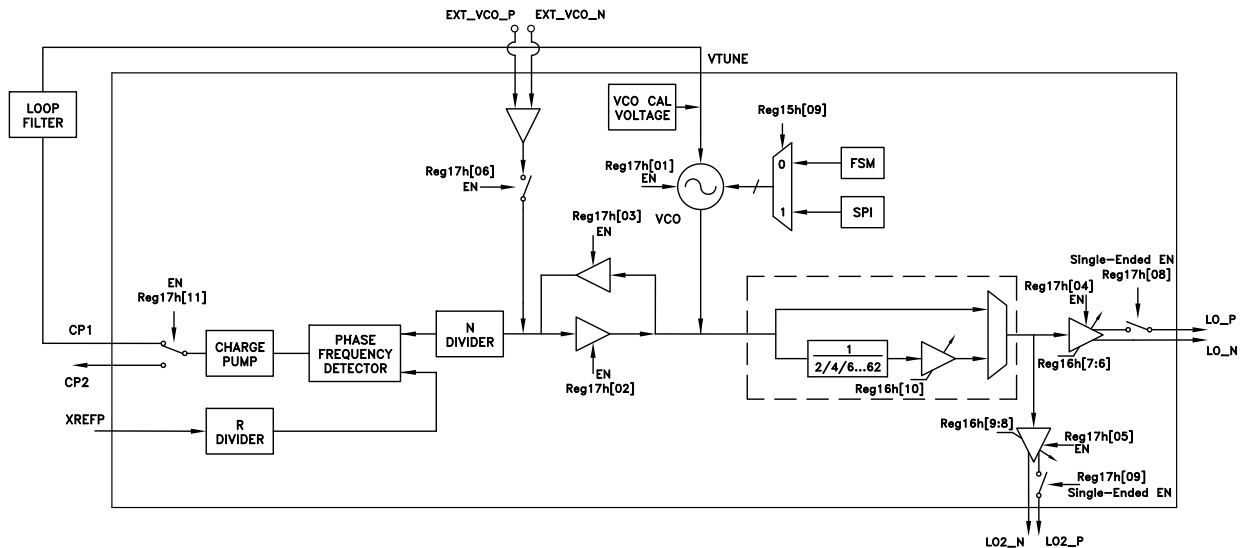 EXT_VCO_P EXT_VCO_N
VTUNE
LOOP
FILTER
VCO CAL
VOLTAGE
Reg15h[09]
Reg17h[06]
EN
Reg17h[01]
EN
0
FSM
1
SPI
VCO
Reg17h[03]
EN
Single-Ended EN
Reg17h[08]
EN
Reg17h[11]
Reg17h[04]
EN
CP1
CHARGE
PUMP
PHASE
FREQUENCY
DETECTOR
N
DIVIDER
LO_P
LO_N
1
2/4/6...62
Reg16h[7:6]
CP2
EN
Reg17h[02]
Reg16h[10]
XREFP
R
DIVIDER
Reg16h[9:8]
Reg17h[05]
EN
Reg17h[09]
Single-Ended EN
LO2_N LO2_P